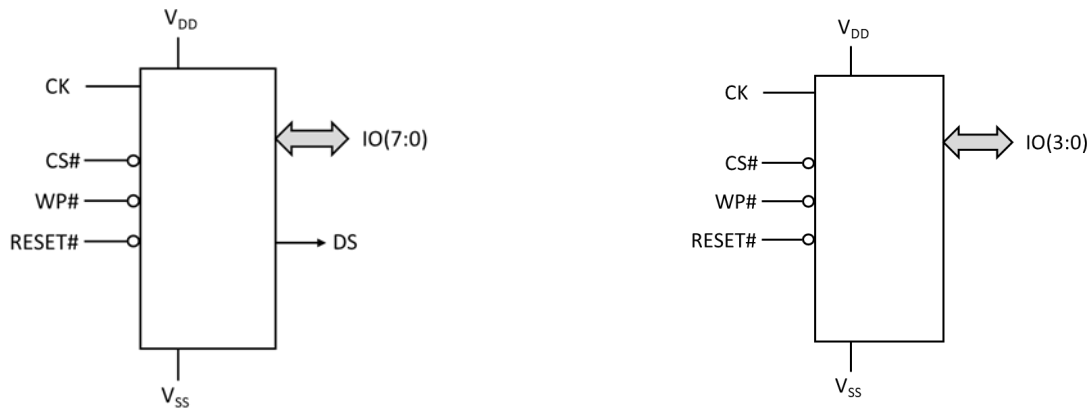 VDD
CK
CS#
WP#
RESET#
IO(7:0)
DS
VSS
VDD
CK
CS#
WP#
RESET#
IO(3:0)
VSS